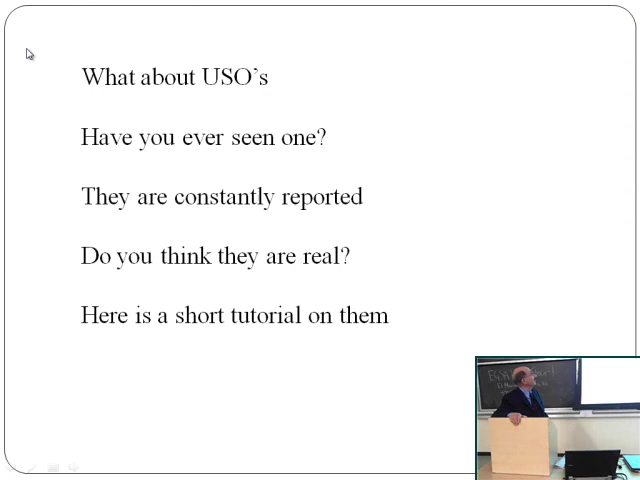 What about USO's
Have you ever seen one?
They are constantly reported
Do you think they are real?
Here is a short tutorial on them